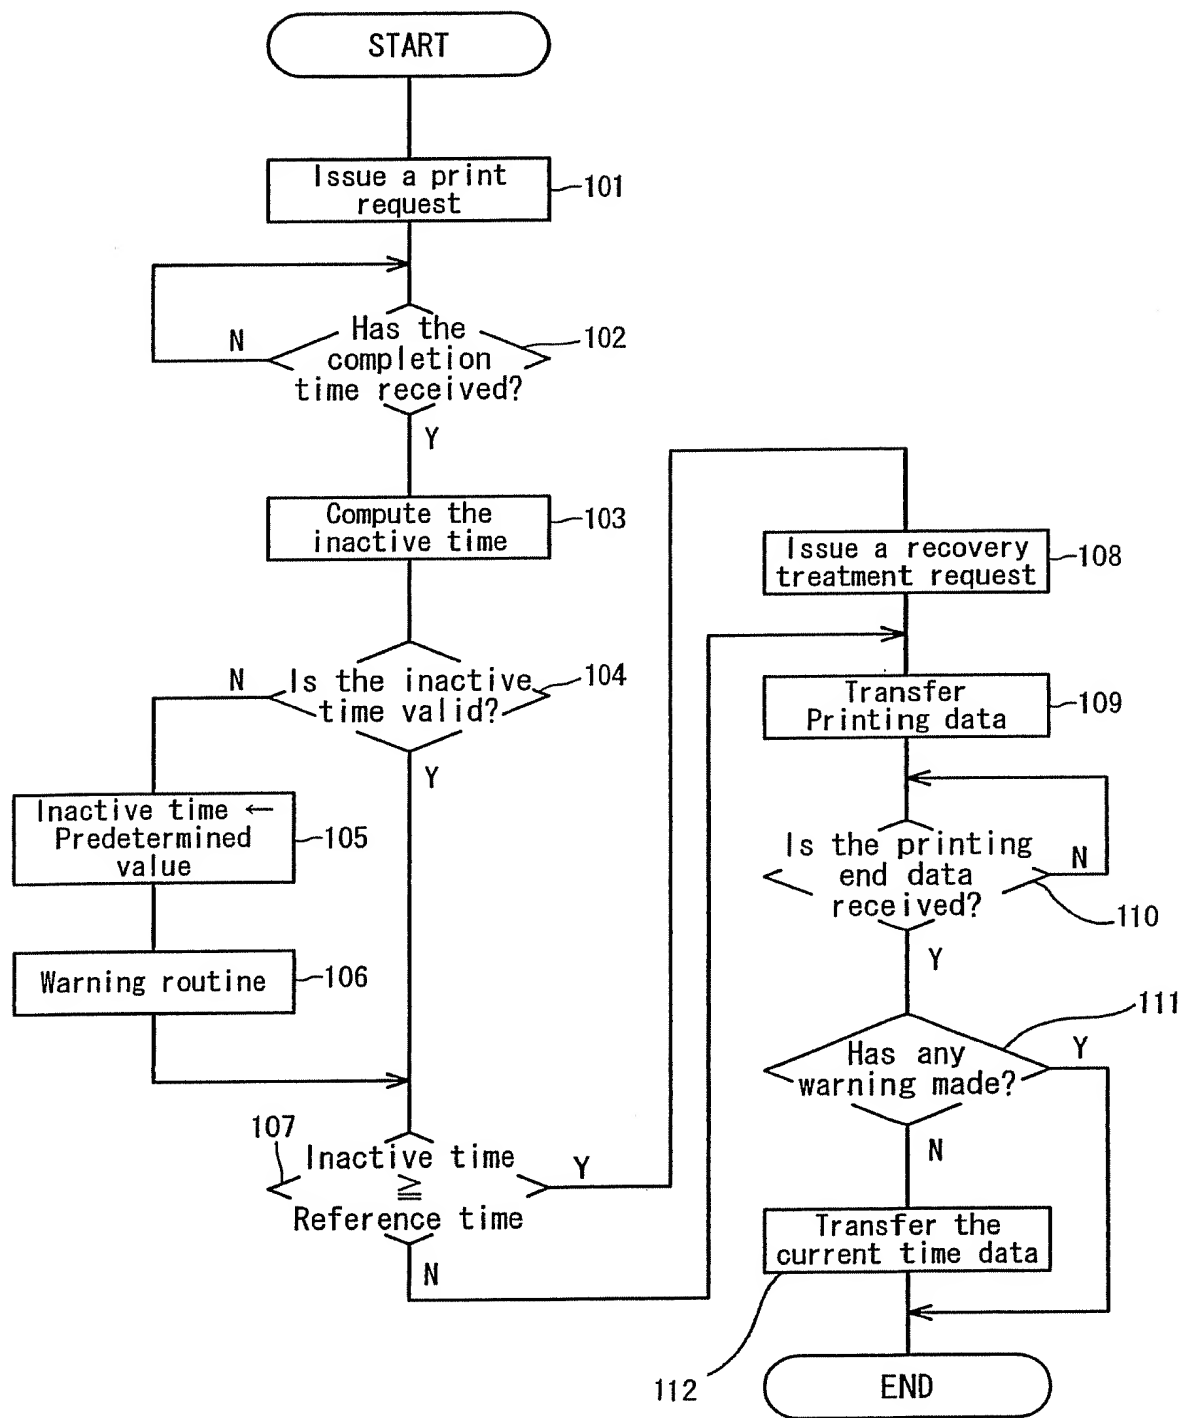 START
Issue a print
request
101
Has the
completion
time received?
102
N
Y
Compute the
inactive time
103
Is the inactive
time valid?
104
N
Y
Inactive time ←
Predetermined
value
105
Warning routine
106
107
Inactive time
≧
Reference time
Y
N
Issue a recovery
treatment request
108
Transfer
Printing data
109
Is the printing
end data
received?
N
110
Y
111
Has any
warning made?
Y
N
Transfer the
current time data
112
END